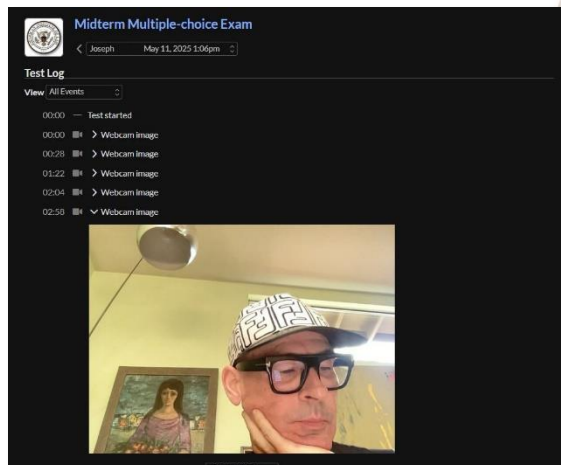 Midterm Multiple-choice Exam
Joseph May 11, 2025 1:06pm
Test Log
View All Events
00:00 — Test started
00:00 Webcam image
00:28 Webcam image
01:22 Webcam image
02:04 Webcam image
02:58 Webcam image